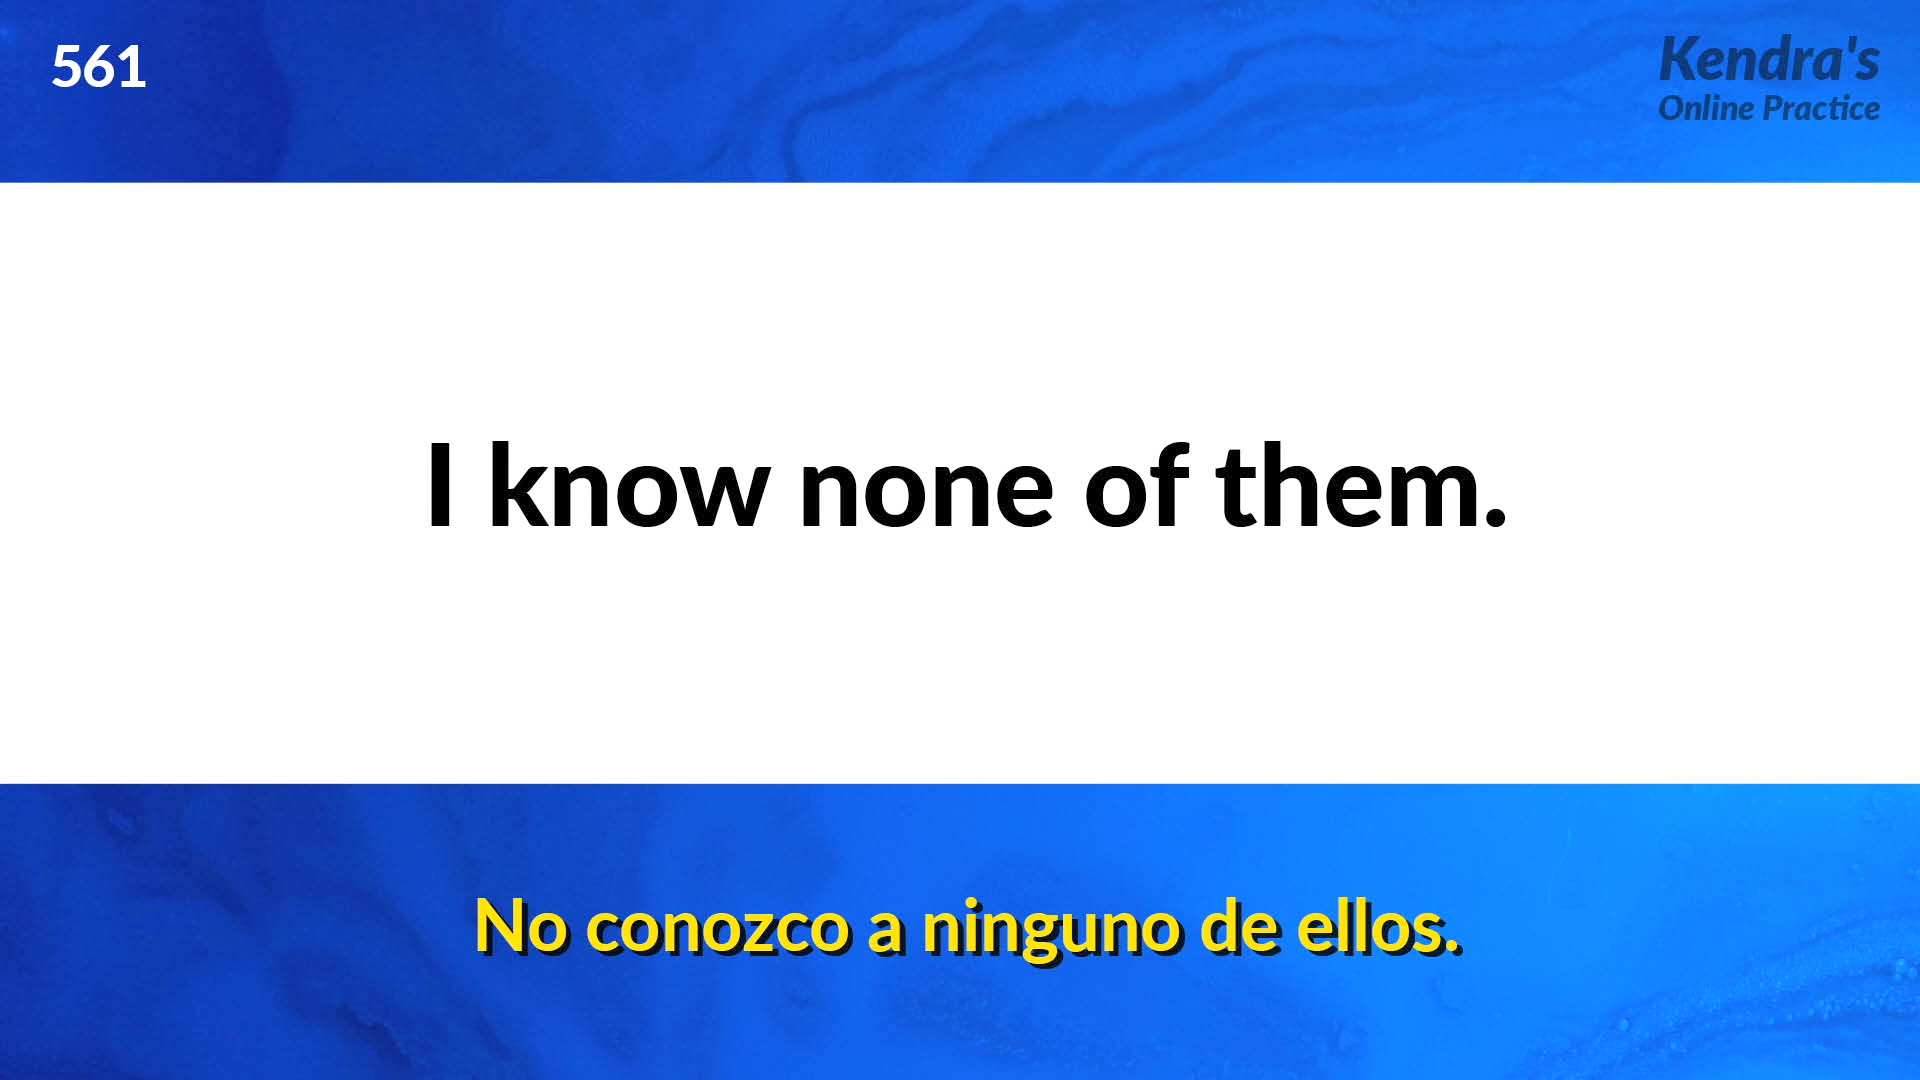 561
Kendra's
Online Practice
I know none of them.
No conozco a ninguno de ellos.